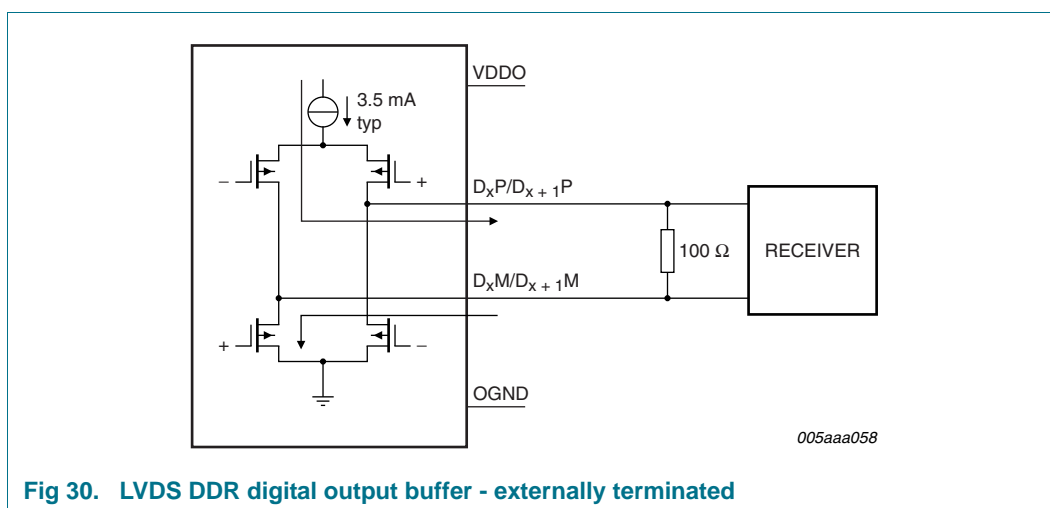 VDDO
3.5 mA
typ
–
+
DxP/Dx + 1P
100 Ω
RECEIVER
DxM/Dx + 1M
+
–
OGND
005aaa058
Fig 30. LVDS DDR digital output buffer - externally terminated